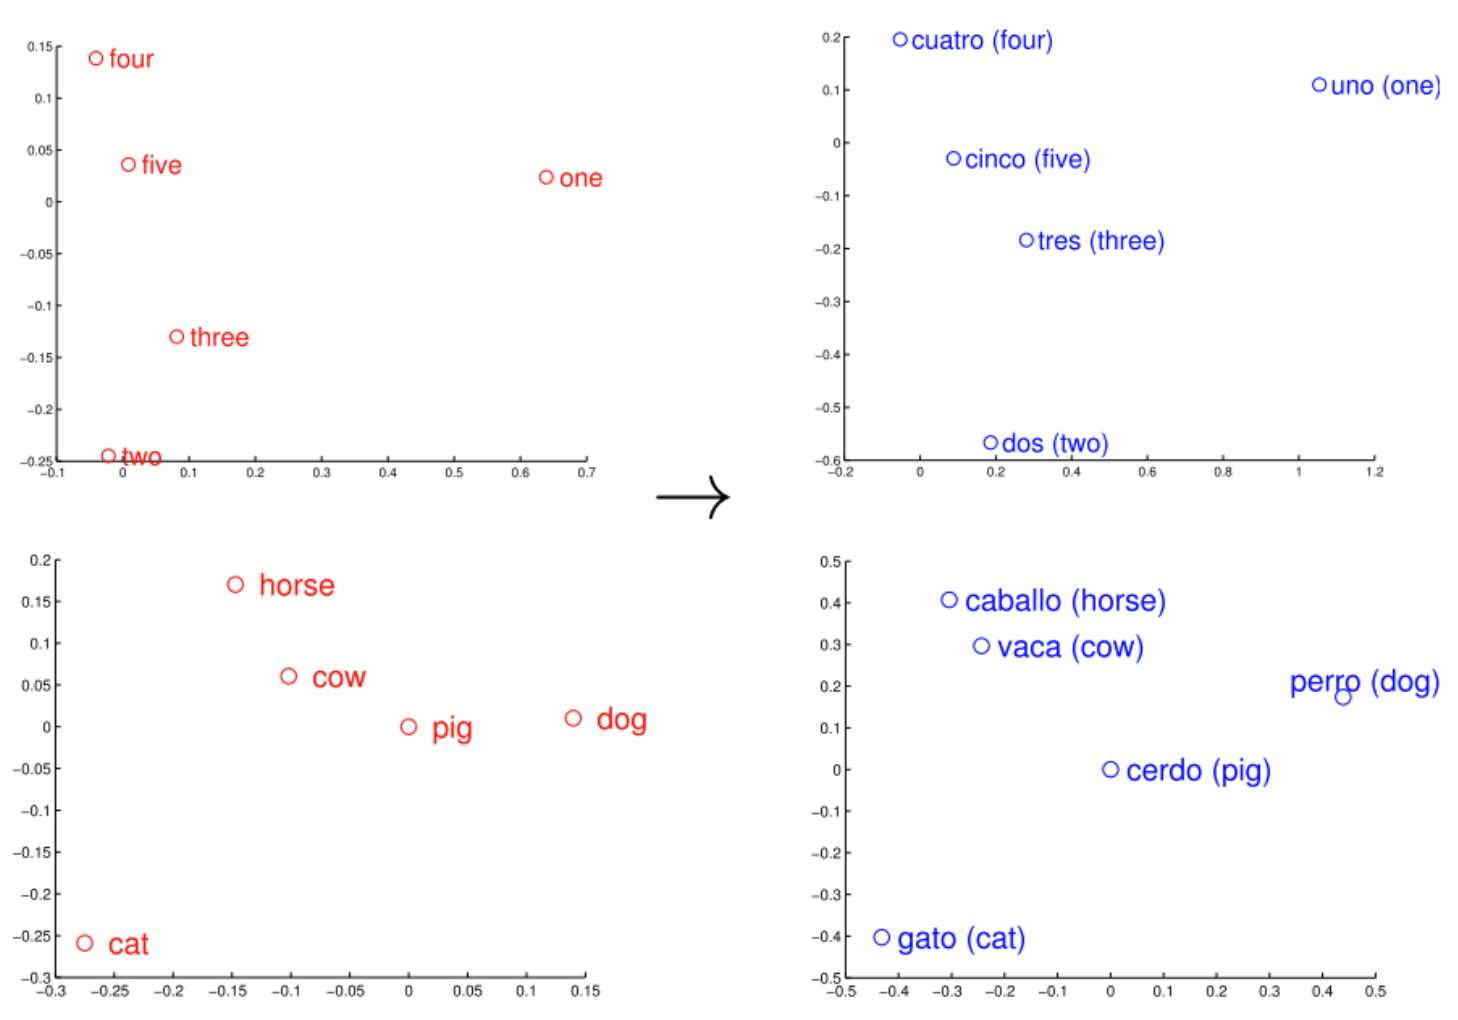 0.15
four
0.1
0.05
five
one
0
−0.05
−0.1
three
−0.15
−0.2
two
−0.25
−0.1 0 0.1 0.2 0.3 0.4 0.5 0.6 0.7
0.2
cuatro (four)
0.1
uno (one)
0
cinco (five)
−0.1
−0.2
tres (three)
−0.3
−0.4
−0.5
dos (two)
−0.6
−0.2 0 0.2 0.4 0.6 0.8 1 1.2
→
0.2
horse
0.15
0.1
cow
0.05
0
pig
dog
−0.05
−0.1
−0.15
−0.2
−0.25
cat
−0.3
−0.3 −0.25 −0.2 −0.15 −0.1 −0.05 0 0.05 0.1 0.15
0.5
0.4
caballo (horse)
0.3
vaca (cow)
0.2
perro (dog)
0.1
0
cerdo (pig)
−0.1
−0.2
−0.3
−0.4
gato (cat)
−0.5
−0.5 −0.4 −0.3 −0.2 −0.1 0 0.1 0.2 0.3 0.4 0.5